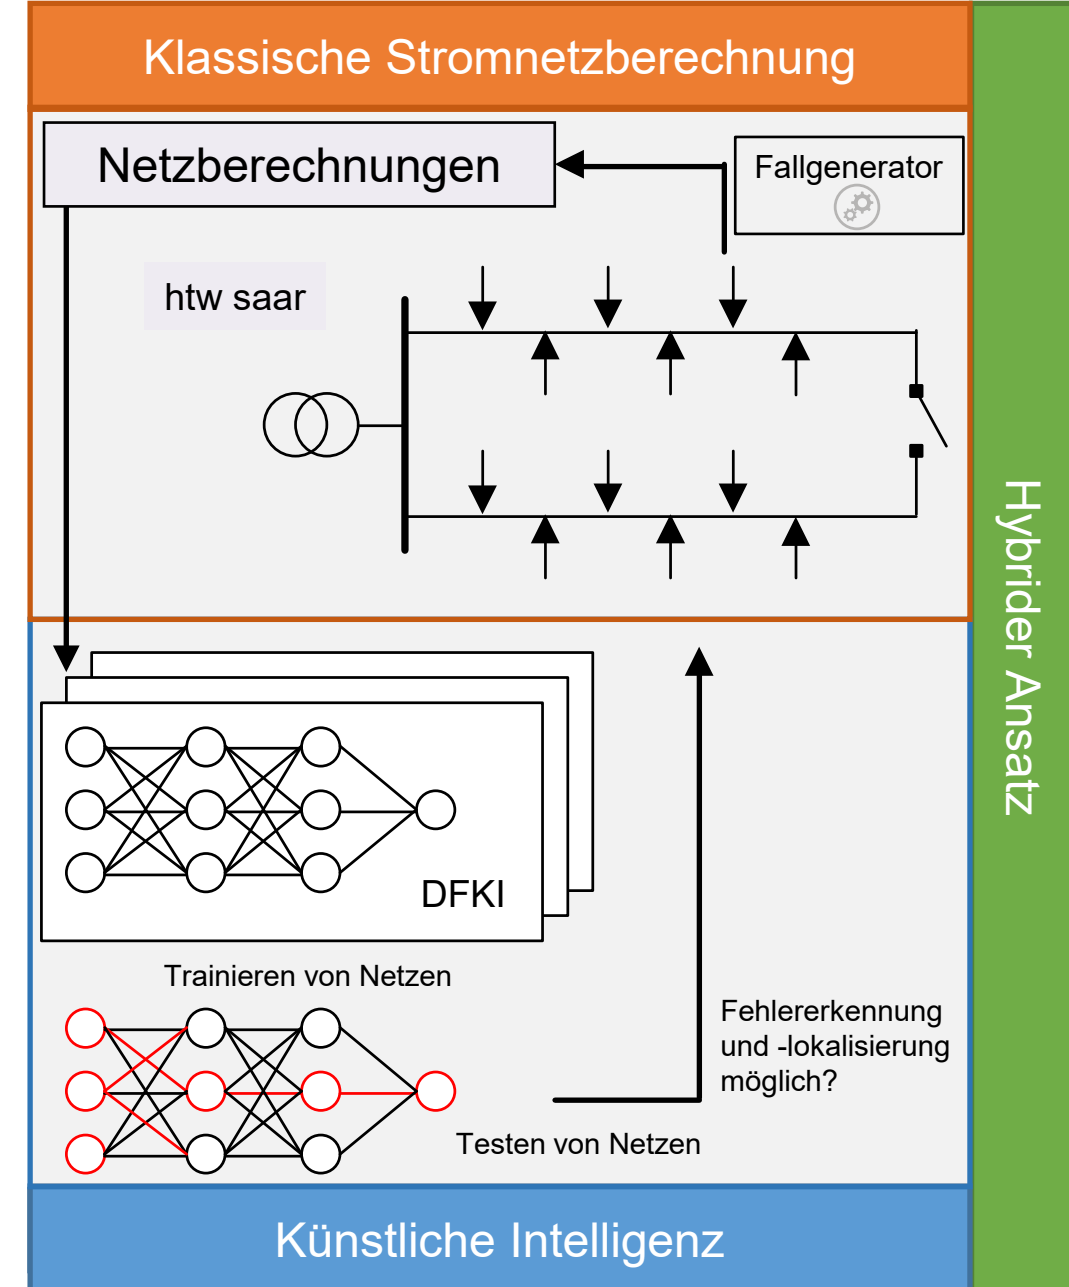 Klassische Stromnetzberechnung
Netzberechnungen
Fallgenerator
htw saar
Hybrider Ansatz
DFKI
Trainieren von Netzen
Fehlererkennung
und -lokalisierung
möglich?
Testen von Netzen
Künstliche Intelligenz